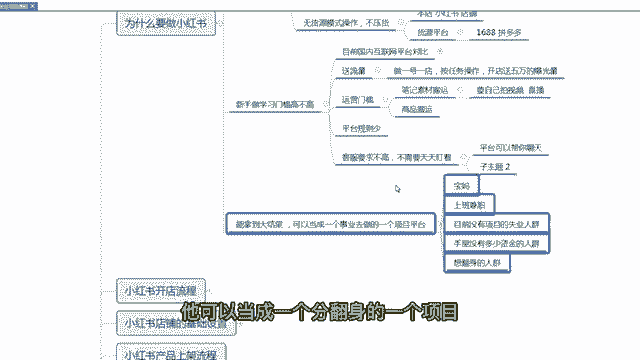 为什么要做小红书
无货源模式操作，不压货
本店 小红书 店铺
货源平台
1688 拼多多
目前国内互联网平台对比
送流量
做一号一店，按任务操作，开店送五万的曝光量
新手做学习门槛高不高
运营门槛
笔记素材搬运
要自己拍视频 直播
商品搬运
平台规则少
客服要求不高，不需要天天盯着
平台可以帮你聊天
子主题 2
能拿到大结果，可以当成一个事业去做的一个项目平台
宝妈
上班兼职
目前没有项目的失业人群
手里没有多少资金的人群
想翻身的人群
小红书开店流程
他可以当成一个分翻身的一个项目
小红书店铺的基础设置
小红书产品上架流程